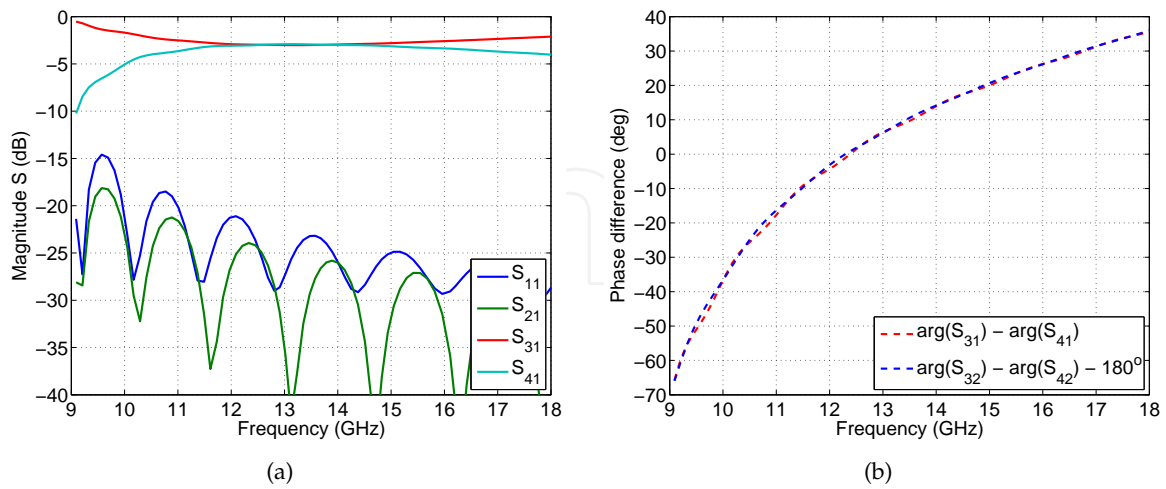 0
−5
−10
−15
−20
−25
−30
−35
−40
Magnitude S (dB)
9 10 11 12 13 14 15 16 17 18
Frequency (GHz)
S11
S21
S31
S41
(a)
40
30
20
10
0
−10
−20
−30
−40
−50
−60
−70
Phase difference (deg)
9 10 11 12 13 14 15 16 17 18
Frequency (GHz)
arg(S31) − arg(S41)
arg(S32) − arg(S42) − 180°
(b)